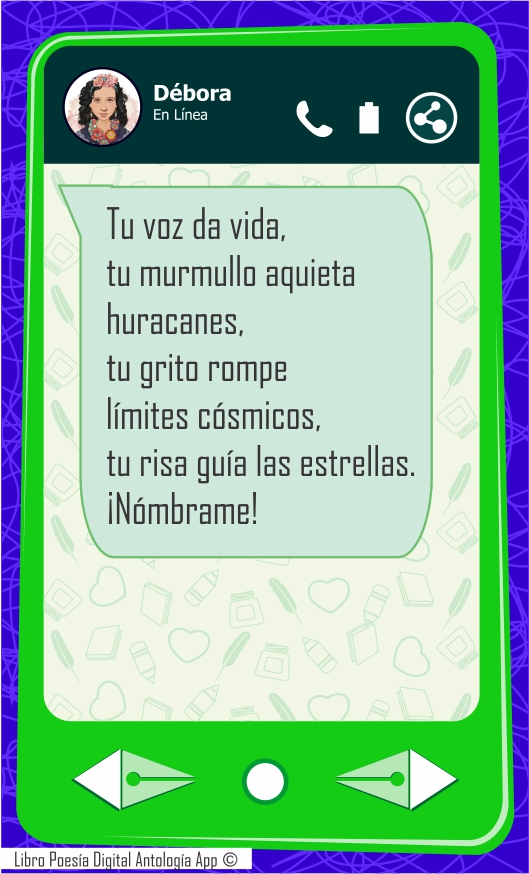 Débora
En Línea
Tu voz da vida,
tu murmullo aquieta
huracanes,
tu grito rompe
límites cósmicos,
tu risa guía las estrellas.
¡Nómbrame!
Libro Poesía Digital Antología App ©